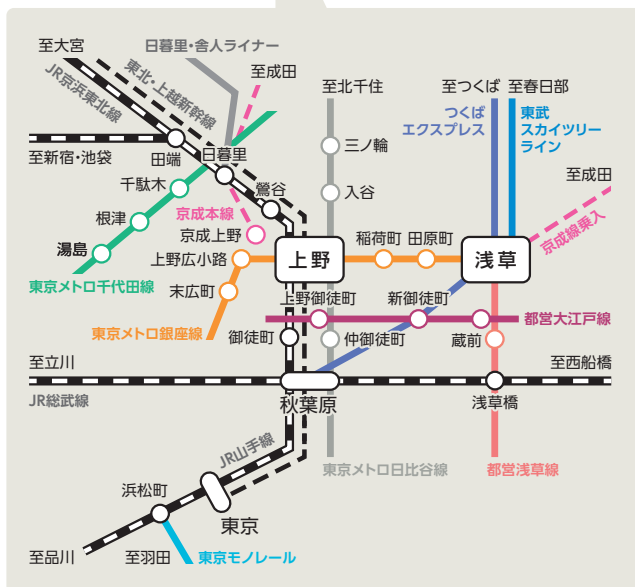 至大宮
日暮里・舎人ライナー
東北・上越新幹線
JR京浜東北線
至成田
至北千住
至つくば
至春日部
つくば
エクスプレス
東武
スカイツリー
ライン
至新宿・池袋
田端
日暮里
三ノ輪
千駄木
鶯谷
入谷
至成田
京成本線
根津
京成上野
稲荷町
田原町
京成線乗入
湯島
上野広小路
上野
浅草
東京メトロ千代田線
末広町
上野御徒町
新御徒町
都営大江戸線
東京メトロ銀座線
御徒町
仲御徒町
蔵前
至立川
至西船橋
JR総武線
秋葉原
浅草橋
JR山手線
東京メトロ日比谷線
都営浅草線
浜松町
東京
至品川
至羽田
東京モノレール